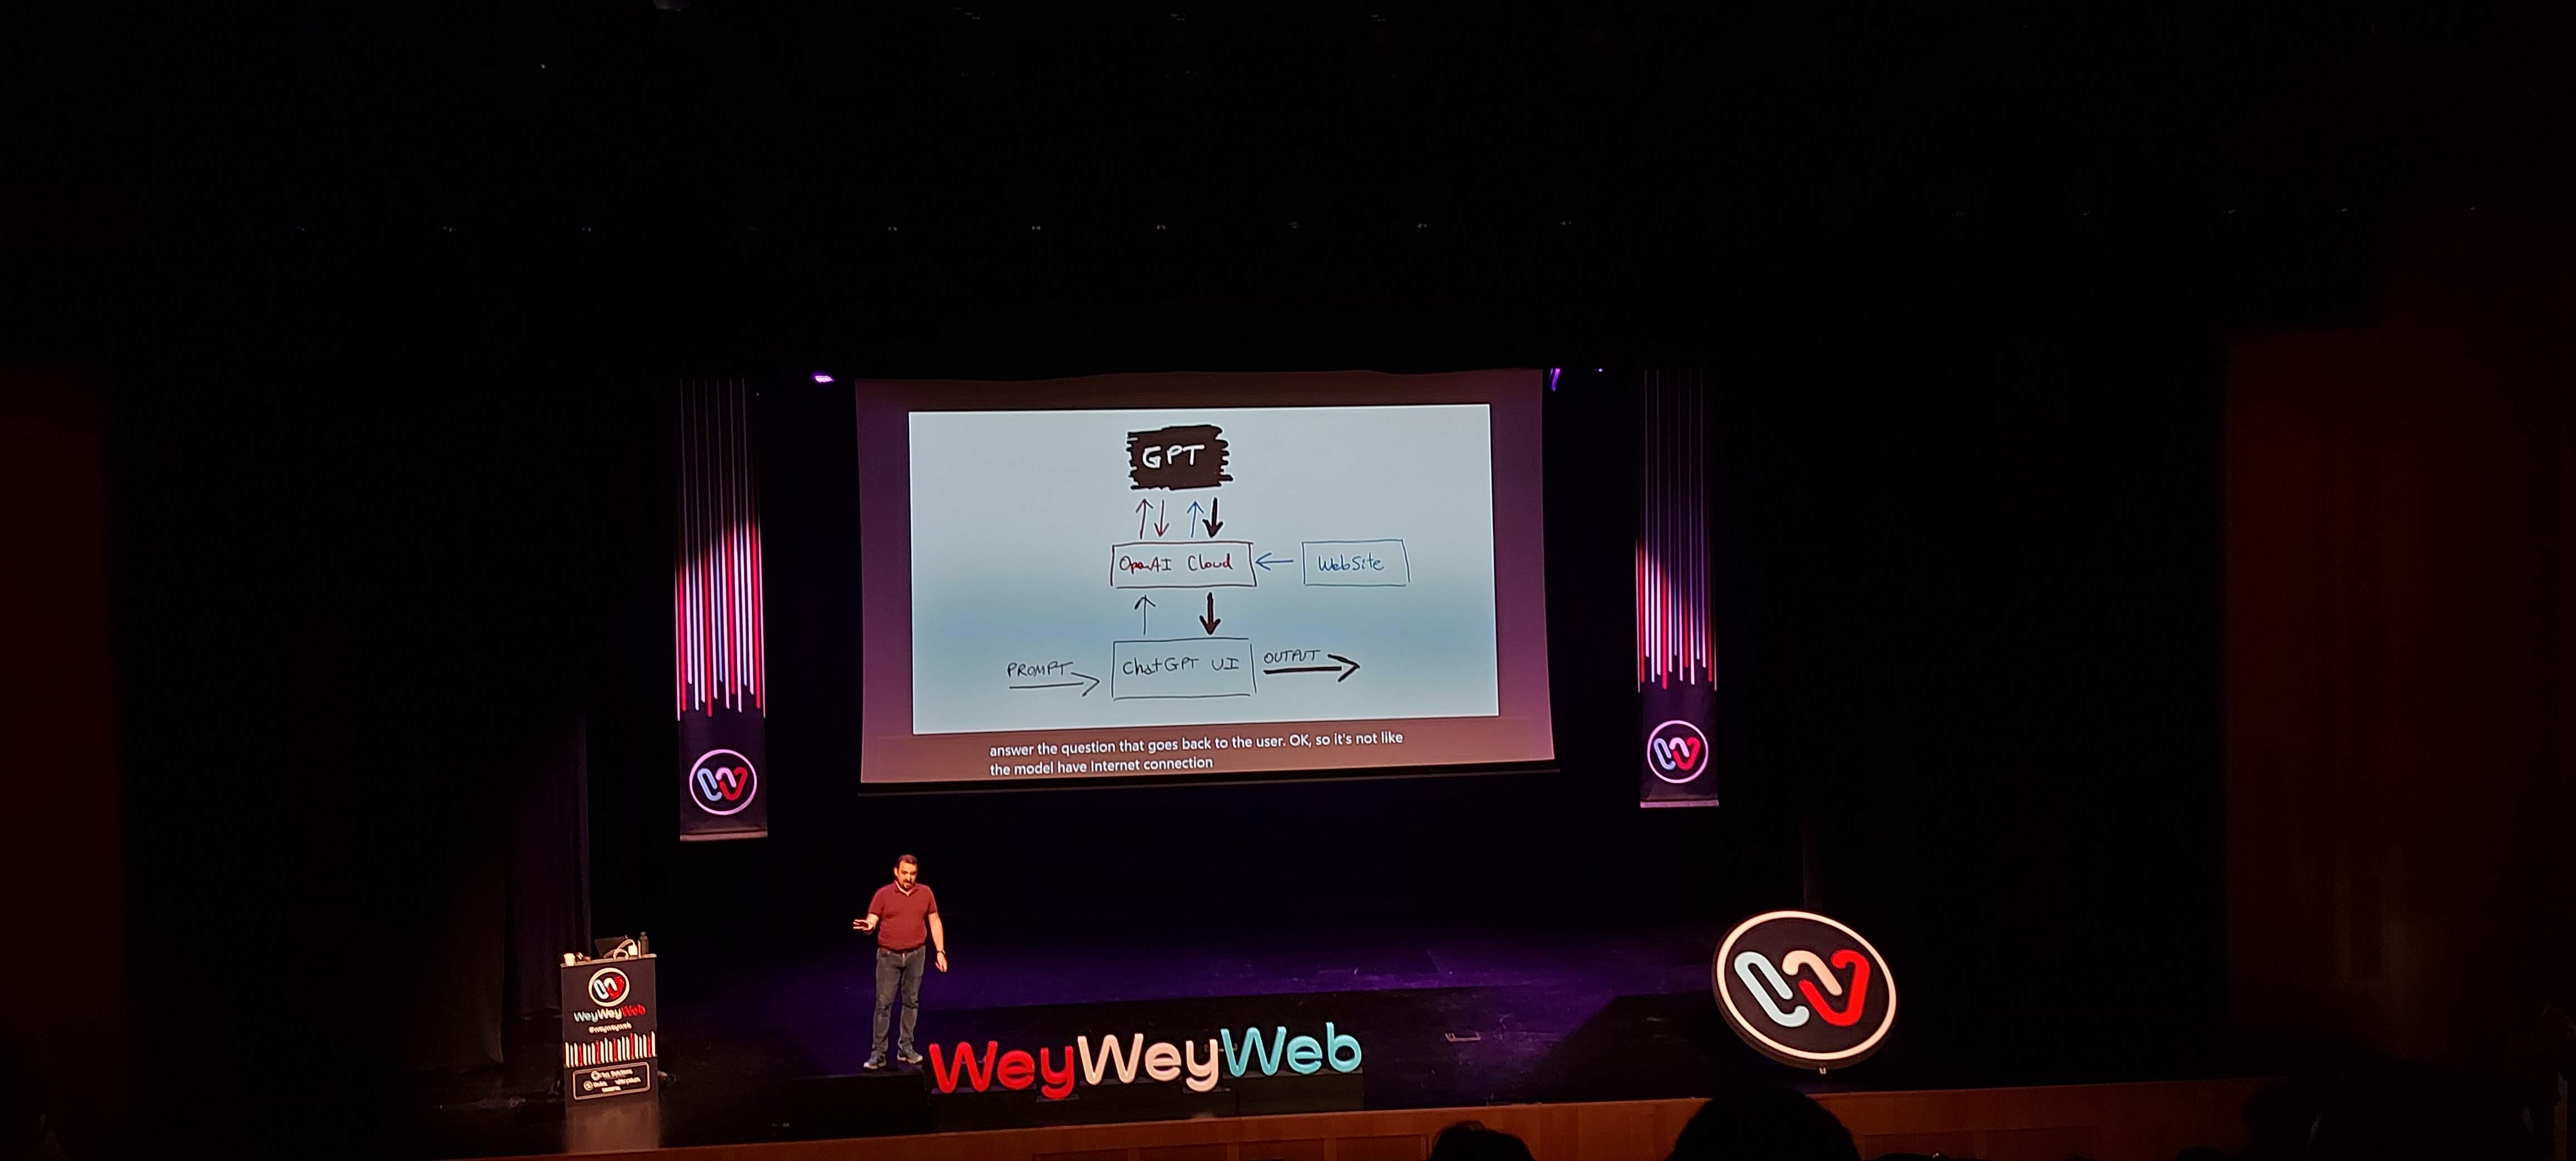 GPT
OpenAI Cloud
WebSite
PROMPT
ChatGPT UI
OUTPUT
answer the question that goes back to the user. OK, so it's not like
the model have Internet connection
WeyWeyWeb
#weyweyweb
WeyWeyWeb